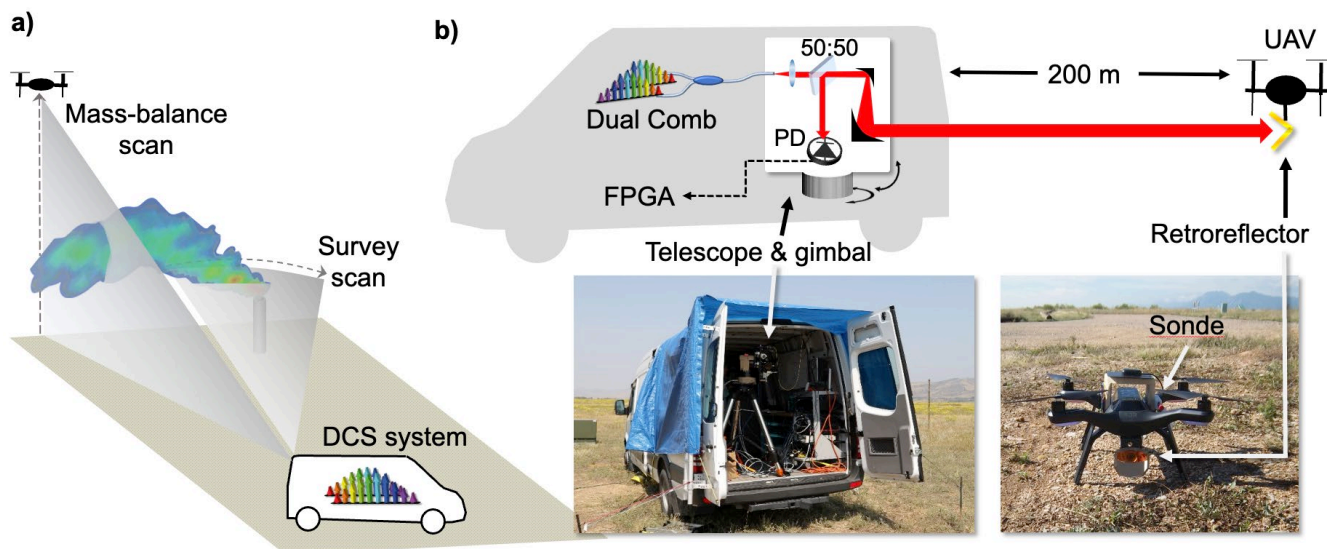 a)
Mass-balance
scan
Survey
scan
DCS system
b)
50:50
UAV
200 m
Dual Comb
PD
FPGA
Telescope & gimbal
Retroreflector
Sonde